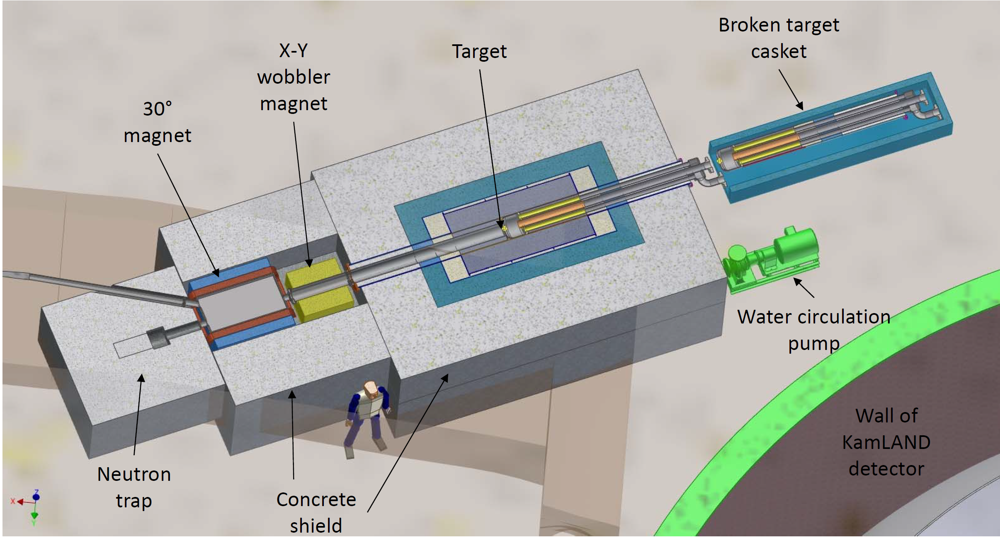 Broken target
casket
X-Y
wobbler
magnet
Target
30°
magnet
Water circulation
pump
Wall of
KamLAND
detector
Neutron
trap
Concrete
shield
Z
X
Y